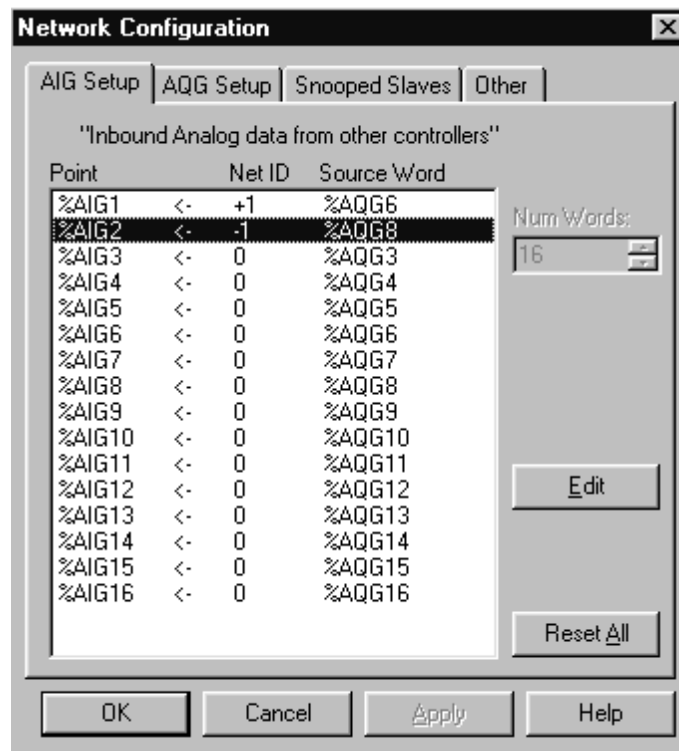 Network Configuration
AIG Setup AQG Setup Snooped Slaves Other
"Inbound Analog data from other controllers"
Point Net ID Source Word
%AIG1 <- +1 %AQG6
%AIG2 <- -1 %AQG8
%AIG3 <- 0 %AQG3
%AIG4 <- 0 %AQG4
%AIG5 <- 0 %AQG5
%AIG6 <- 0 %AQG6
%AIG7 <- 0 %AQG7
%AIG8 <- 0 %AQG8
%AIG9 <- 0 %AQG9
%AIG10 <- 0 %AQG10
%AIG11 <- 0 %AQG11
%AIG12 <- 0 %AQG12
%AIG13 <- 0 %AQG13
%AIG14 <- 0 %AQG14
%AIG15 <- 0 %AQG15
%AIG16 <- 0 %AQG16
Num Words:
16
Edit
Reset All
OK Cancel Apply Help